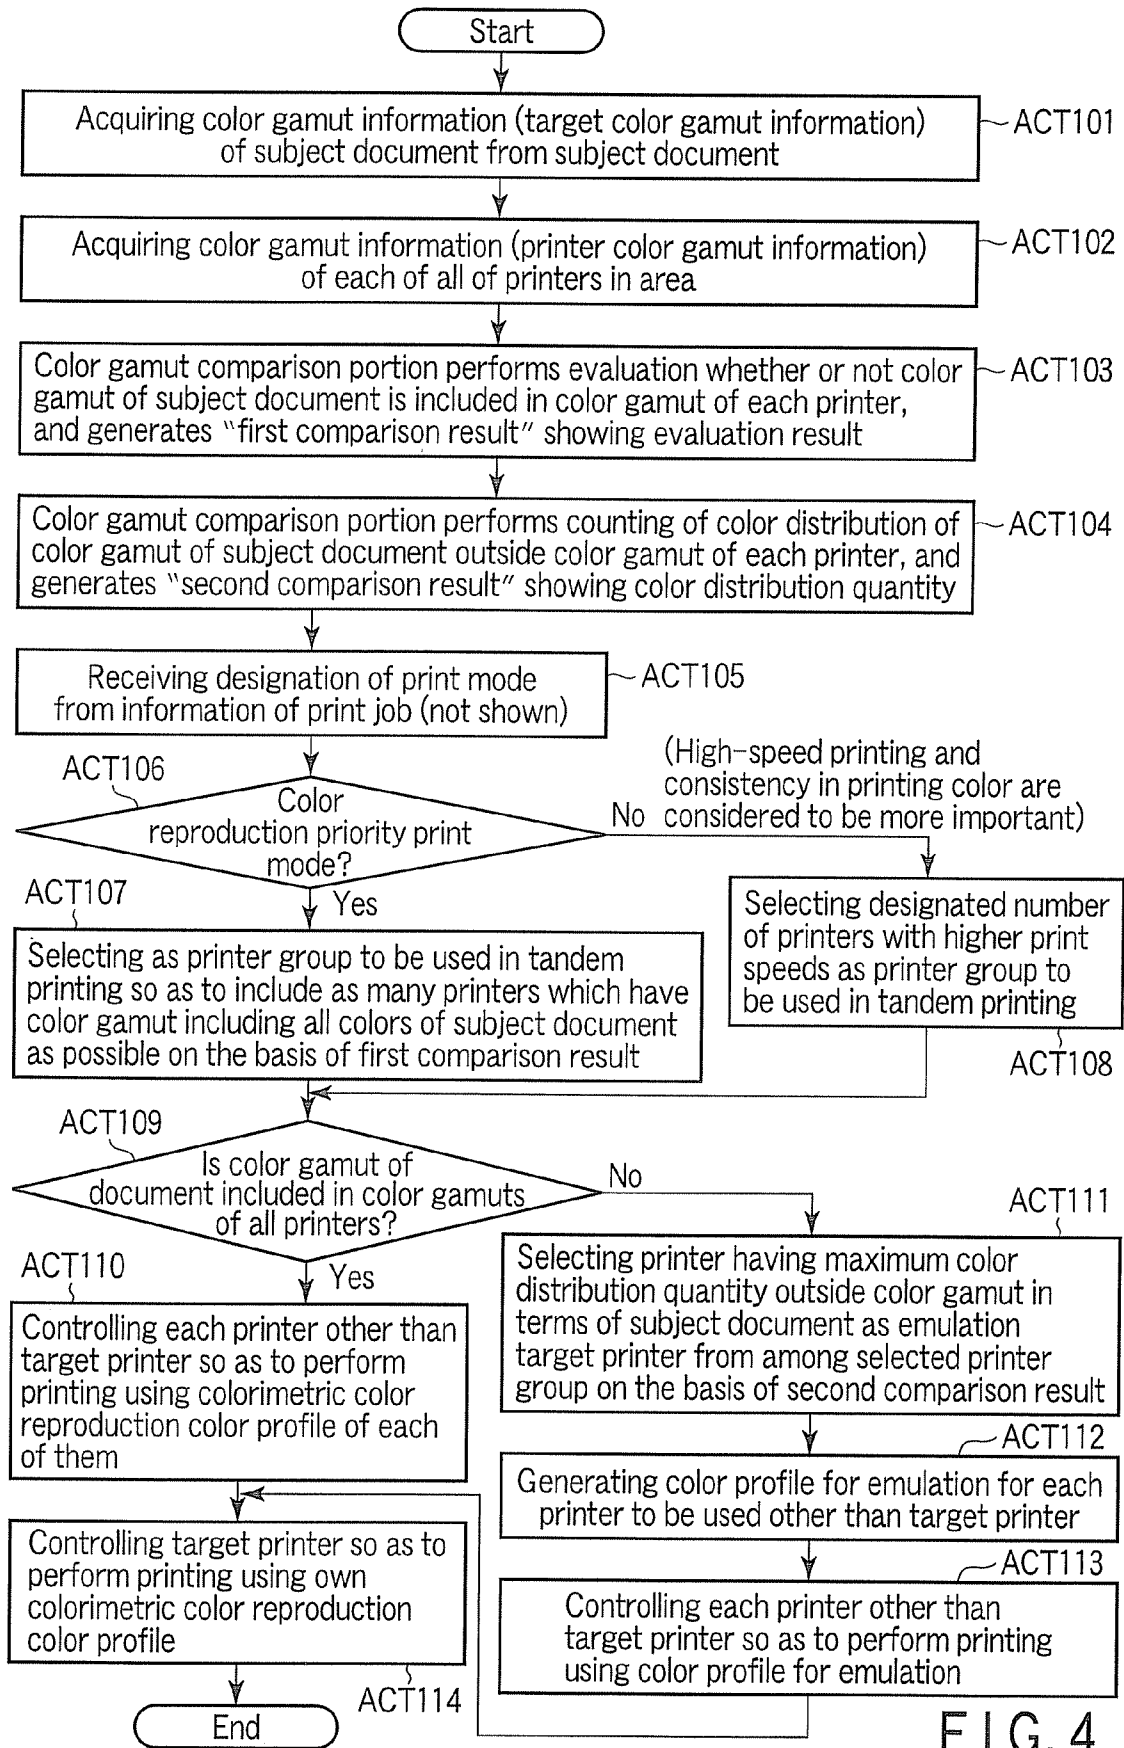 Start
Acquiring color gamut information (target color gamut information)
of subject document from subject document
ACT101
Acquiring color gamut information (printer color gamut information)
of each of all of printers in area
ACT102
Color gamut comparison portion performs evaluation whether or not color
gamut of subject document is included in color gamut of each printer,
and generates "first comparison result" showing evaluation result
ACT103
Color gamut comparison portion performs counting of color distribution of
color gamut of subject document outside color gamut of each printer, and
generates "second comparison result" showing color distribution quantity
ACT104
Receiving designation of print mode
from information of print job (not shown)
ACT105
ACT106
Color
reproduction priority print
mode?
No
(High-speed printing and
consistency in printing color are
considered to be more important)
Yes
ACT107
Selecting as printer group to be used in tandem
printing so as to include as many printers which have
color gamut including all colors of subject document
as possible on the basis of first comparison result
Selecting designated number
of printers with higher print
speeds as printer group to
be used in tandem printing
ACT108
ACT109
Is color gamut of
document included in color gamuts
of all printers?
No
Yes
ACT110
Controlling each printer other than
target printer so as to perform
printing using colorimetric color
reproduction color profile of each
of them
ACT111
Selecting printer having maximum color
distribution quantity outside color gamut in
terms of subject document as emulation
target printer from among selected printer
group on the basis of second comparison result
ACT112
Generating color profile for emulation for each
printer to be used other than target printer
ACT113
Controlling each printer other than
target printer so as to perform printing
using color profile for emulation
Controlling target printer so as to
perform printing using own
colorimetric color reproduction
color profile
ACT114
End
FIG. 4